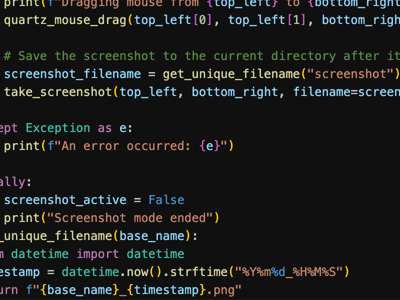 print(f"Dragging mouse from {top_left} to {bottom_right
quartz_mouse_drag(top_left[0], top_left[1], bottom_righ
# Save the screenshot to the current directory after it
screenshot_filename = get_unique_filename("screenshot")
take_screenshot(top_left, bottom_right, filename=screen
ept Exception as e:
print(f"An error occurred: {e}")
ally:
screenshot_active = False
print("Screenshot mode ended")
_unique_filename(base_name):
m datetime import datetime
estamp = datetime.now().strftime("%Y%m%d_%H%M%S")
urn f"{base_name}_{timestamp}.png"